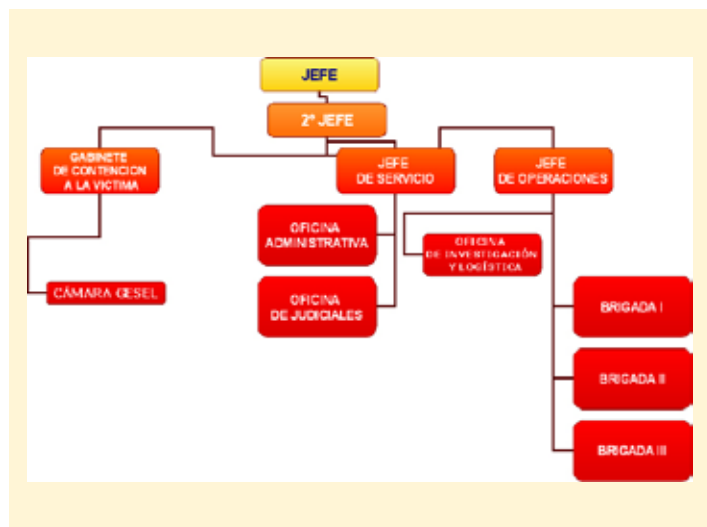 JEFE
2º JEFE
GABINETE
DE CONTENCION
A LA VICTIMA
JEFE
DE SERVICIO
JEFE
DE OPERACIONES
OFICINA
ADMINISTRATIVA
OFICINA
DE INVESTIGACIÓN
Y LOGÍSTICA
CÁMARA GESEL
OFICINA
DE JUDICIALES
BRIGADA I
BRIGADA II
BRIGADA III